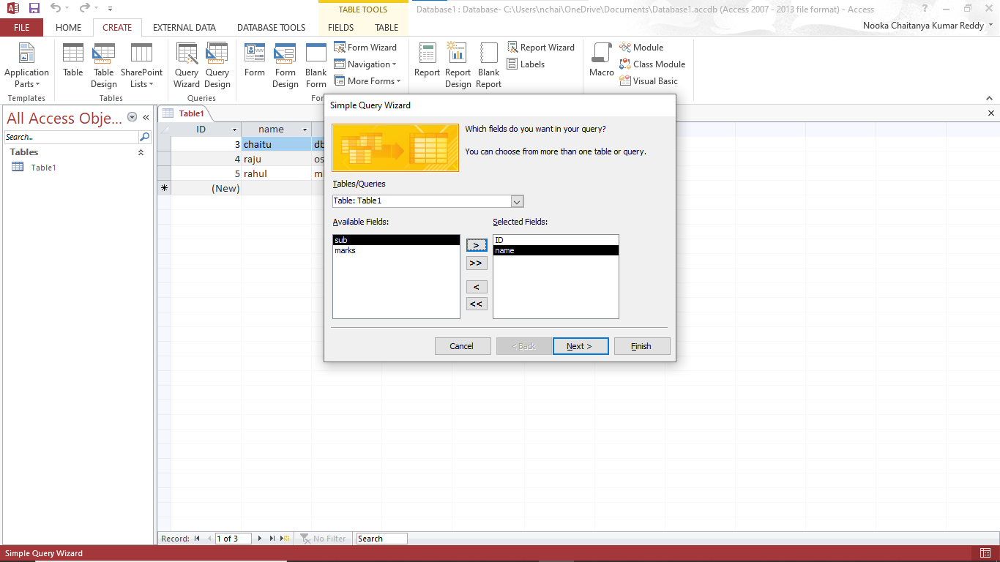 TABLE TOOLS
Database1 : Database- C:\Users\nchai\OneDrive\Documents\Database1.accdb (Access 2007 - 2013 file format) - Access
?
FILE HOME CREATE EXTERNAL DATA DATABASE TOOLS FIELDS TABLE
Nooka Chaitanya Kumar Reddy
Application Parts
Templates
Table
Table Design
SharePoint Lists
Tables
Query Wizard
Query Design
Queries
Form
Form Design
Blank Form
Form Wizard
Navigation
More Forms
For
Report
Report Design
Blank Report
Report Wizard
Labels
Macro
Module
Class Module
Visual Basic
All Access Obje... «
Search...
Tables
Table1
Table1
ID name
3 chaitu db
4 raju os
5 rahul m
* (New)
Simple Query Wizard
Which fields do you want in your query?
You can choose from more than one table or query.
Tables/Queries
Table: Table1
Available Fields:
sub
marks
>
>>
<
<<
Selected Fields:
ID
name
Cancel < Back Next > Finish
Record: 1 of 3 No Filter Search
Simple Query Wizard